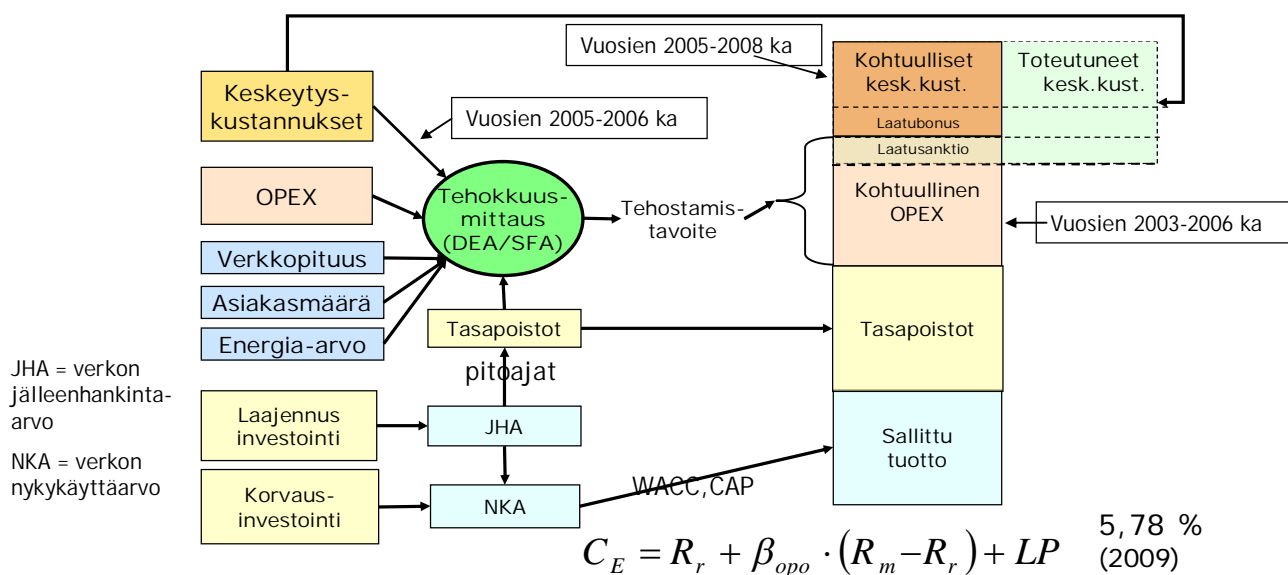 Vuosien 2005-2008 ka
Kohtuulliset
kesk.kust.
Toteutuneet
kesk.kust.
Keskeytys-
kustannukset
Vuosien 2005-2006 ka
Laatubonus
Laatusanktio
OPEX
Tehokkuus-
mittaus
(DEA/SFA)
Tehostamis-
tavoite
Kohtuullinen
OPEX
Vuosien 2003-2006 ka
Verkkopituus
Asiakasmäärä
Energia-arvo
Tasapoistot
Tasapoistot
pitoajat
JHA = verkon
jälleenhankinta-
arvo
NKA = verkon
nykykäyttäarvo
Laajennus
investointi
JHA
Sallittu
tuotto
Korvaus-
investointi
NKA
WACC,CAP
C_E = R_r + β_opo · (R_m − R_r) + LP
5,78 %
(2009)